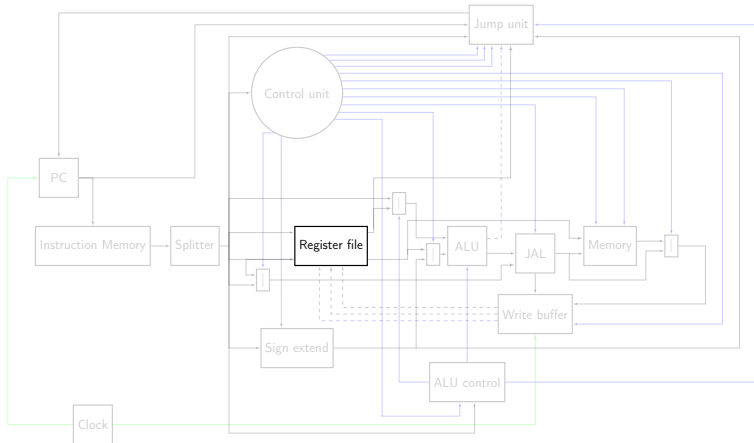 Jump unit
Control unit
PC
Instruction Memory
Splitter
Register file
ALU
JAL
Memory
Write buffer
Sign extend
ALU control
Clock